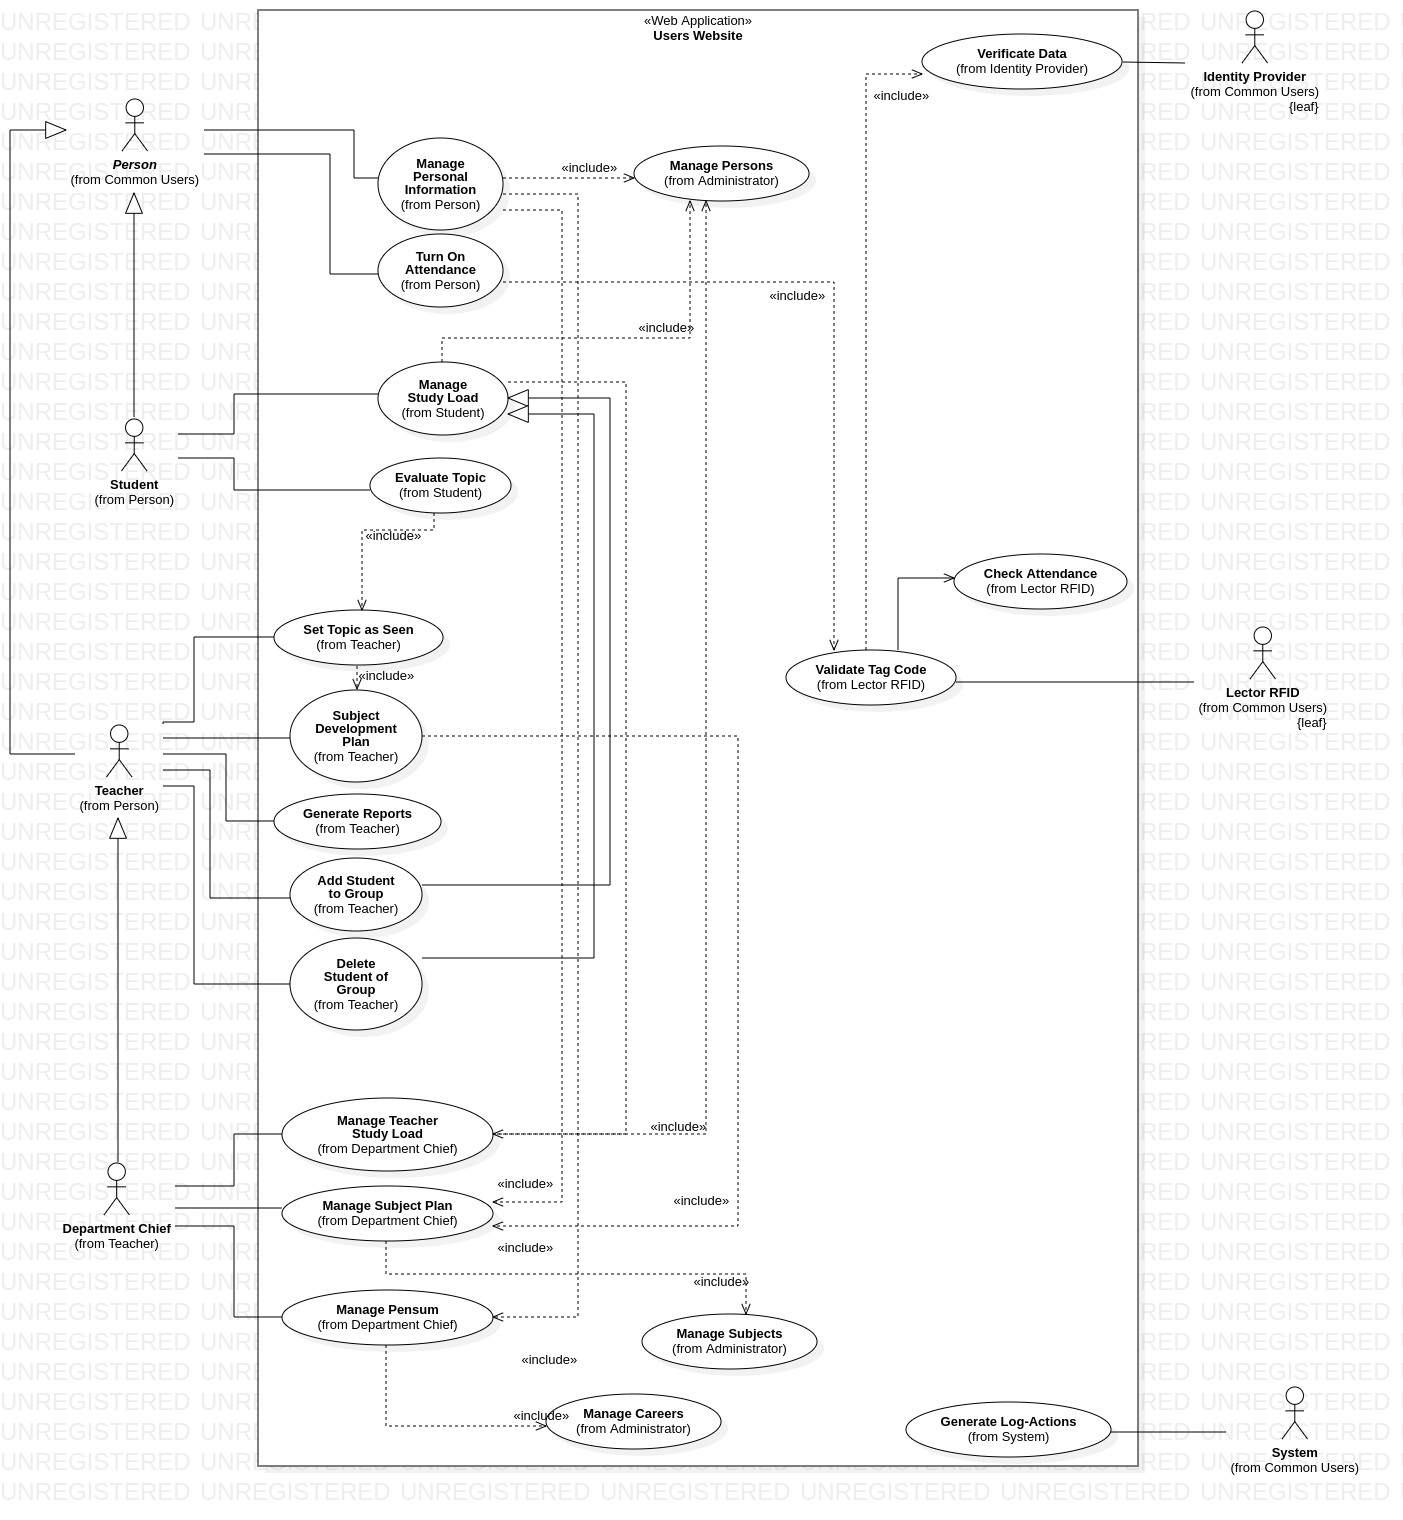 «Web Application»
Users Website
Verificate Data
(from Identity Provider)
Identity Provider
(from Common Users)
{leaf}
«include»
Person
(from Common Users)
Manage
Personal
Information
(from Person)
«include»
Manage Persons
(from Administrator)
Turn On
Attendance
(from Person)
«include»
«include»
Manage
Study Load
(from Student)
Student
(from Person)
Evaluate Topic
(from Student)
«include»
Check Attendance
(from Lector RFID)
Set Topic as Seen
(from Teacher)
«include»
Validate Tag Code
(from Lector RFID)
Lector RFID
(from Common Users)
{leaf}
Subject
Development
Plan
(from Teacher)
Teacher
(from Person)
Generate Reports
(from Teacher)
Add Student
to Group
(from Teacher)
Delete
Student of
Group
(from Teacher)
Manage Teacher
Study Load
(from Department Chief)
«include»
«include»
«include»
Manage Subject Plan
(from Department Chief)
Department Chief
(from Teacher)
«include»
«include»
Manage Pensum
(from Department Chief)
Manage Subjects
(from Administrator)
«include»
«include»
Manage Careers
(from Administrator)
Generate Log-Actions
(from System)
System
(from Common Users)
UNREGISTERED